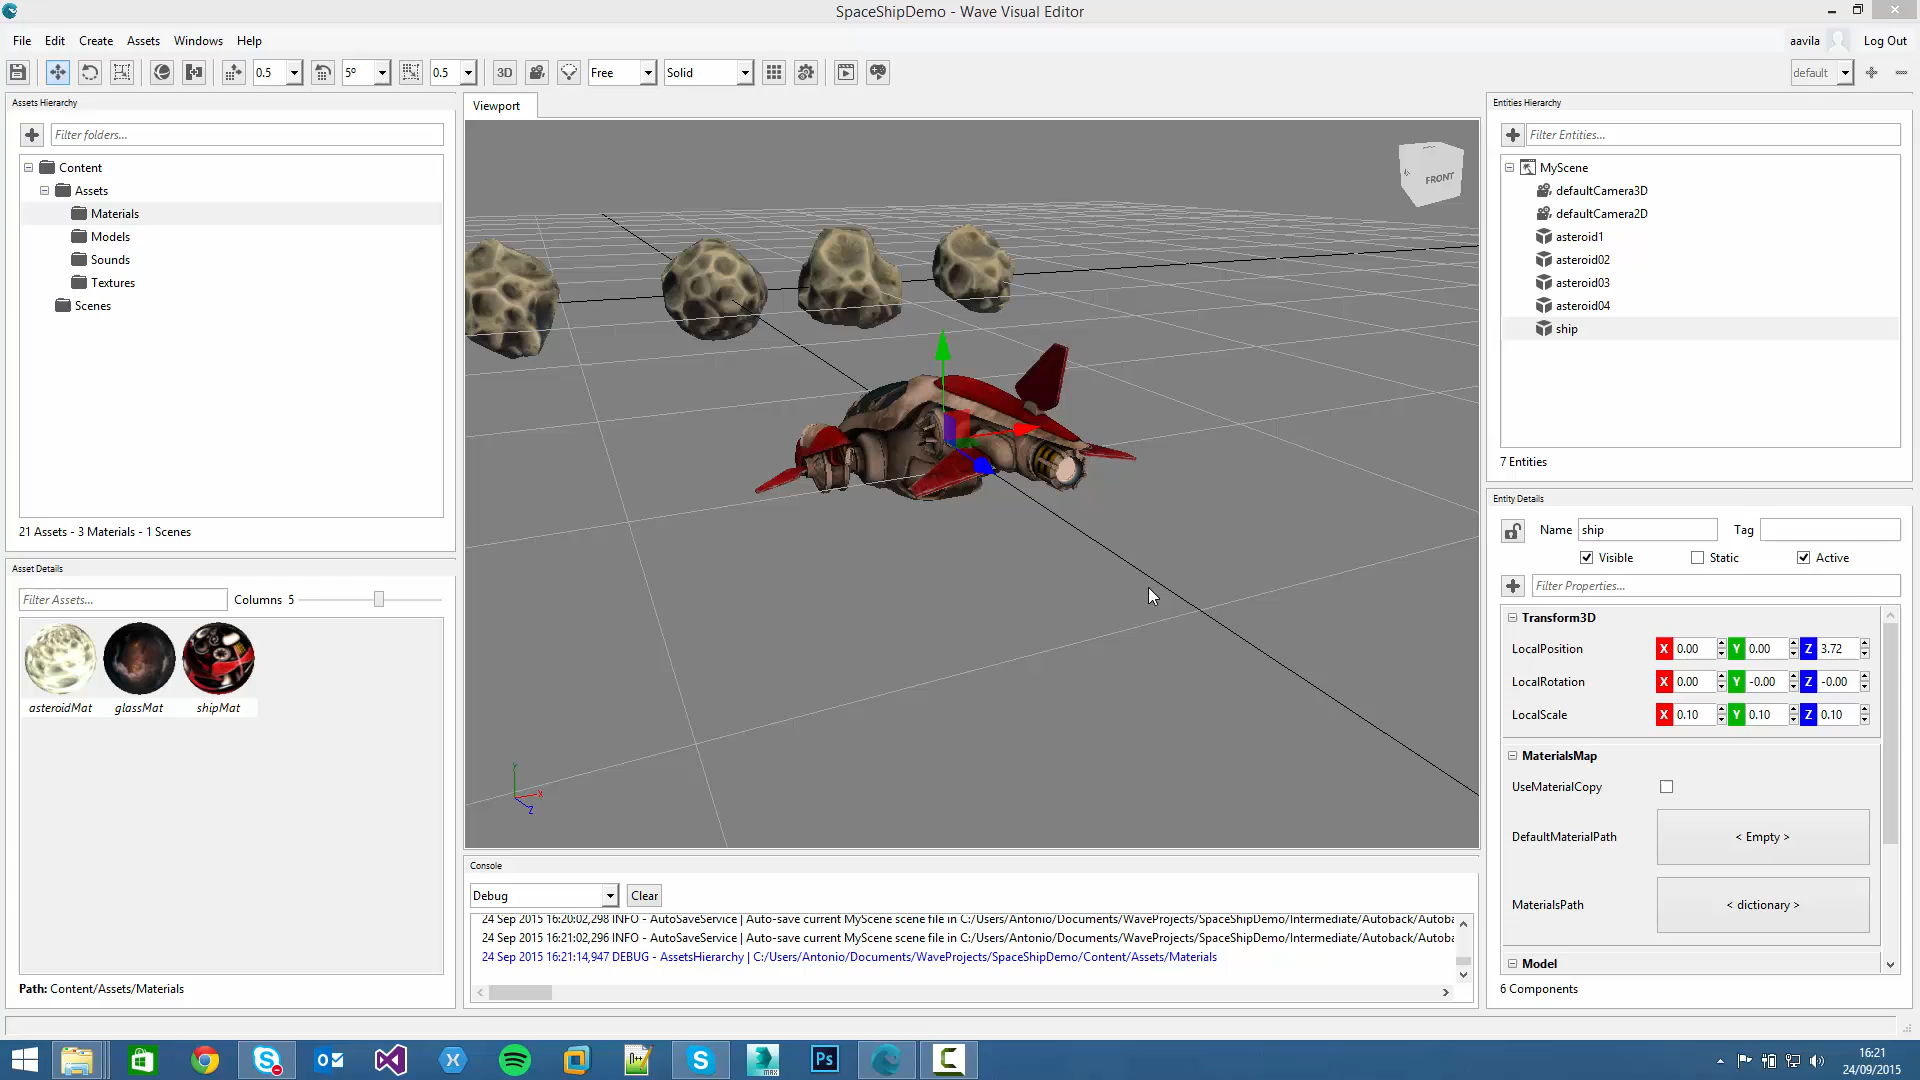 SpaceShipDemo - Wave Visual Editor
File Edit Create Assets Windows Help
aavila Log Out
0.5 5º 0.5 3D Free Solid default
Assets Hierarchy
Filter folders...
Content
Assets
Materials
Models
Sounds
Textures
Scenes
21 Assets - 3 Materials - 1 Scenes
Asset Details
Filter Assets... Columns 5
asteroidMat glassMat shipMat
Path: Content/Assets/Materials
Viewport
FRONT
Y
X
Z
Console
Debug Clear
24 Sep 2015 16:20:02,298 INFO - AutoSaveService | Auto-save current MyScene scene file in C:/Users/Antonio/Documents/WaveProjects/SpaceShipDemo/Intermediate/Autoback/Autoba
24 Sep 2015 16:21:02,296 INFO - AutoSaveService | Auto-save current MyScene scene file in C:/Users/Antonio/Documents/WaveProjects/SpaceShipDemo/Intermediate/Autoback/Autoba
24 Sep 2015 16:21:14,947 DEBUG - AssetsHierarchy | C:/Users/Antonio/Documents/WaveProjects/SpaceShipDemo/Content/Assets/Materials
Entities Hierarchy
Filter Entities...
MyScene
defaultCamera3D
defaultCamera2D
asteroid1
asteroid02
asteroid03
asteroid04
ship
7 Entities
Entity Details
Name ship Tag
Visible Static Active
Filter Properties...
Transform3D
LocalPosition X 0.00 Y 0.00 Z 3.72
LocalRotation X 0.00 Y -0.00 Z -0.00
LocalScale X 0.10 Y 0.10 Z 0.10
MaterialsMap
UseMaterialCopy
DefaultMaterialPath < Empty >
MaterialsPath < dictionary >
Model
6 Components
16:21
24/09/2015